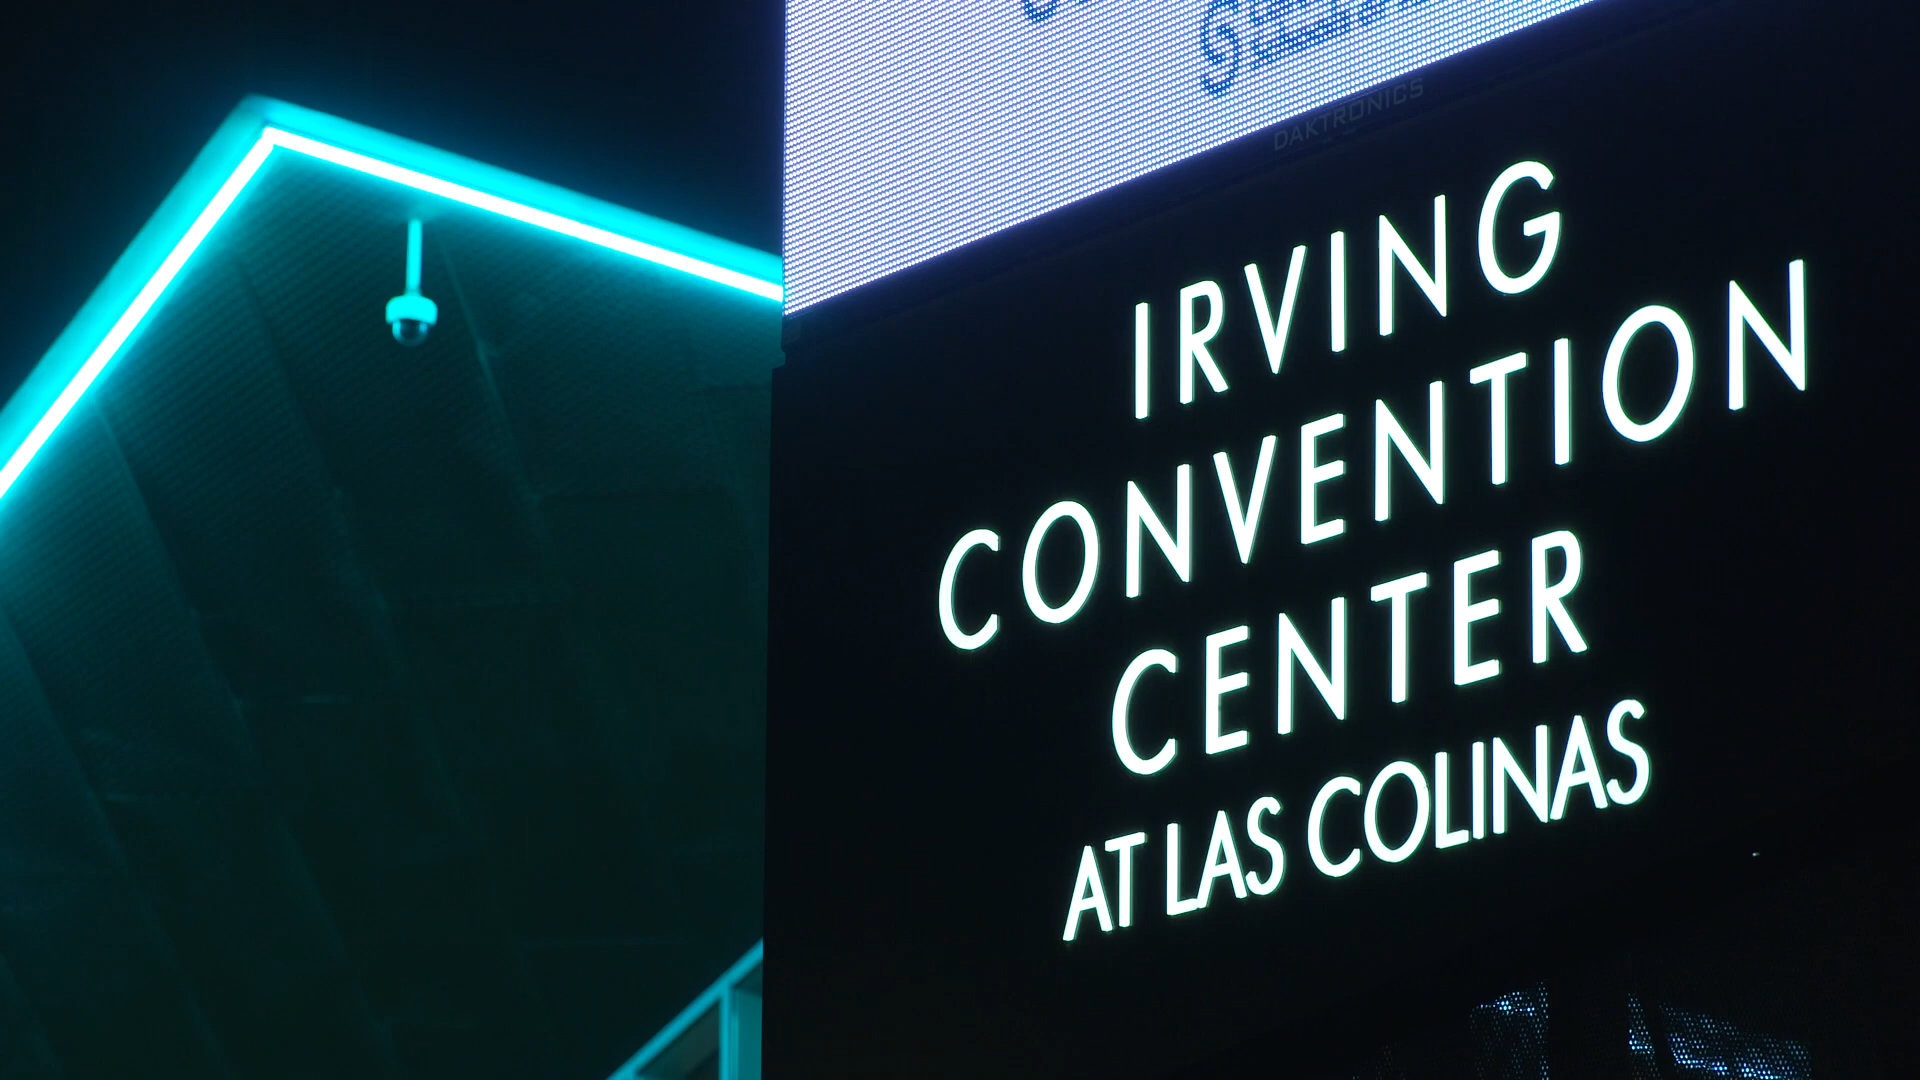 DAKTRONICS
IRVING
CONVENTION
CENTER
AT LAS COLINAS